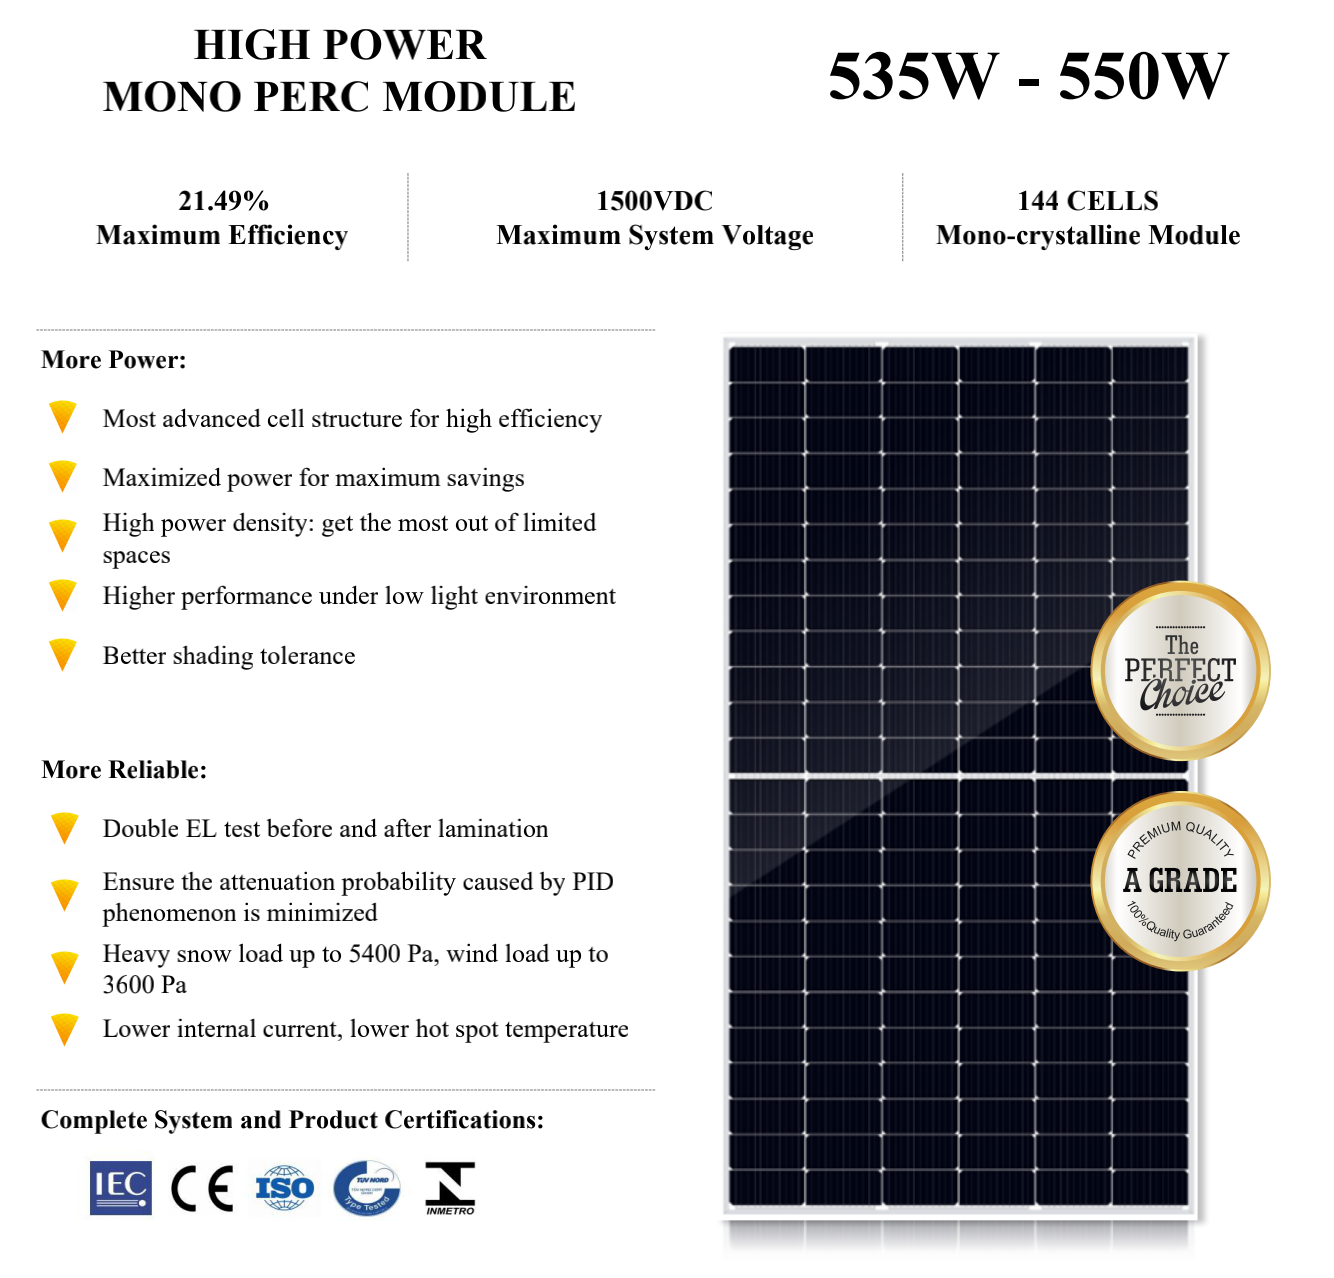 HIGH POWER
MONO PERC MODULE
535W - 550W
21.49%
Maximum Efficiency
1500VDC
Maximum System Voltage
144 CELLS
Mono-crystalline Module
More Power:
Most advanced cell structure for high efficiency
Maximized power for maximum savings
High power density: get the most out of limited
spaces
Higher performance under low light environment
Better shading tolerance
The
PERFECT
Choice
More Reliable:
Double EL test before and after lamination
Ensure the attenuation probability caused by PID
phenomenon is minimized
Heavy snow load up to 5400 Pa, wind load up to
3600 Pa
Lower internal current, lower hot spot temperature
PREMIUM QUALITY
A GRADE
100%Quality Guaranteed
Complete System and Product Certifications:
IEC
CE
ISO
TUV NORD
Type Tested
INMETRO